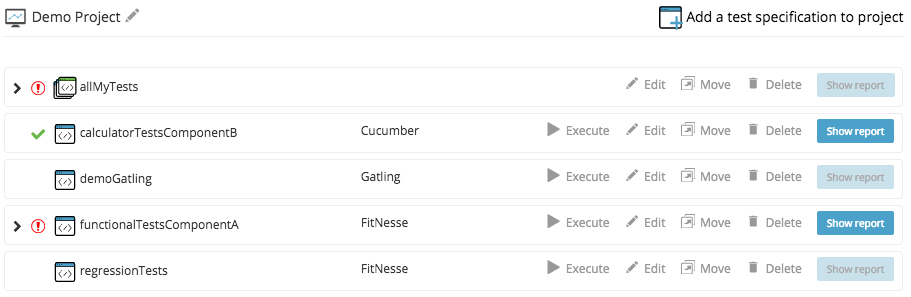 Demo Project
Add a test specification to project
allMyTests Edit Move Delete Show report
calculatorTestsComponentB Cucumber Execute Edit Move Delete Show report
demoGatling Gatling Execute Edit Move Delete Show report
functionalTestsComponentA FitNesse Execute Edit Move Delete Show report
regressionTests FitNesse Execute Edit Move Delete Show report